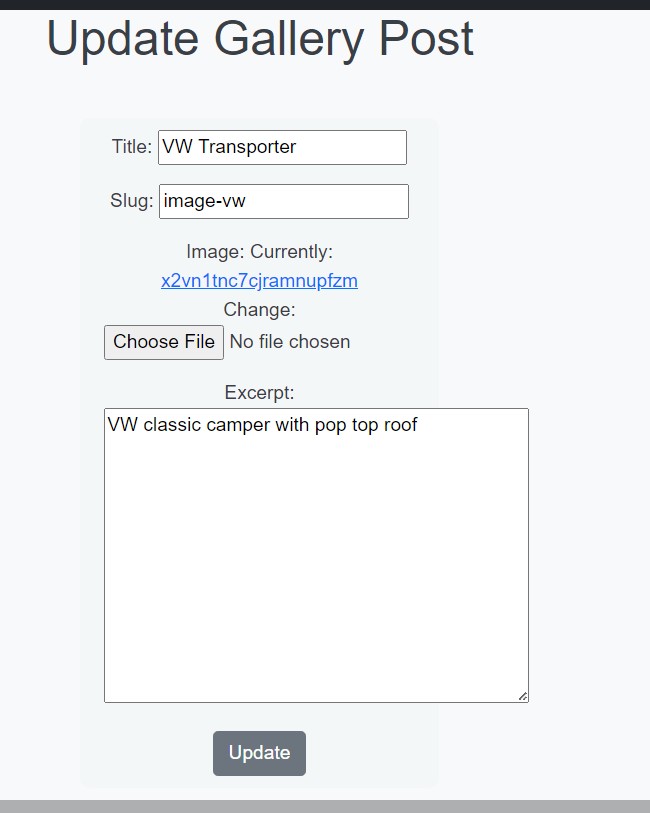 Update Gallery Post
Title: VW Transporter
Slug: image-vw
Image: Currently:
x2vn1tnc7cjramnupfzm
Change:
Choose File No file chosen
Excerpt:
VW classic camper with pop top roof
Update